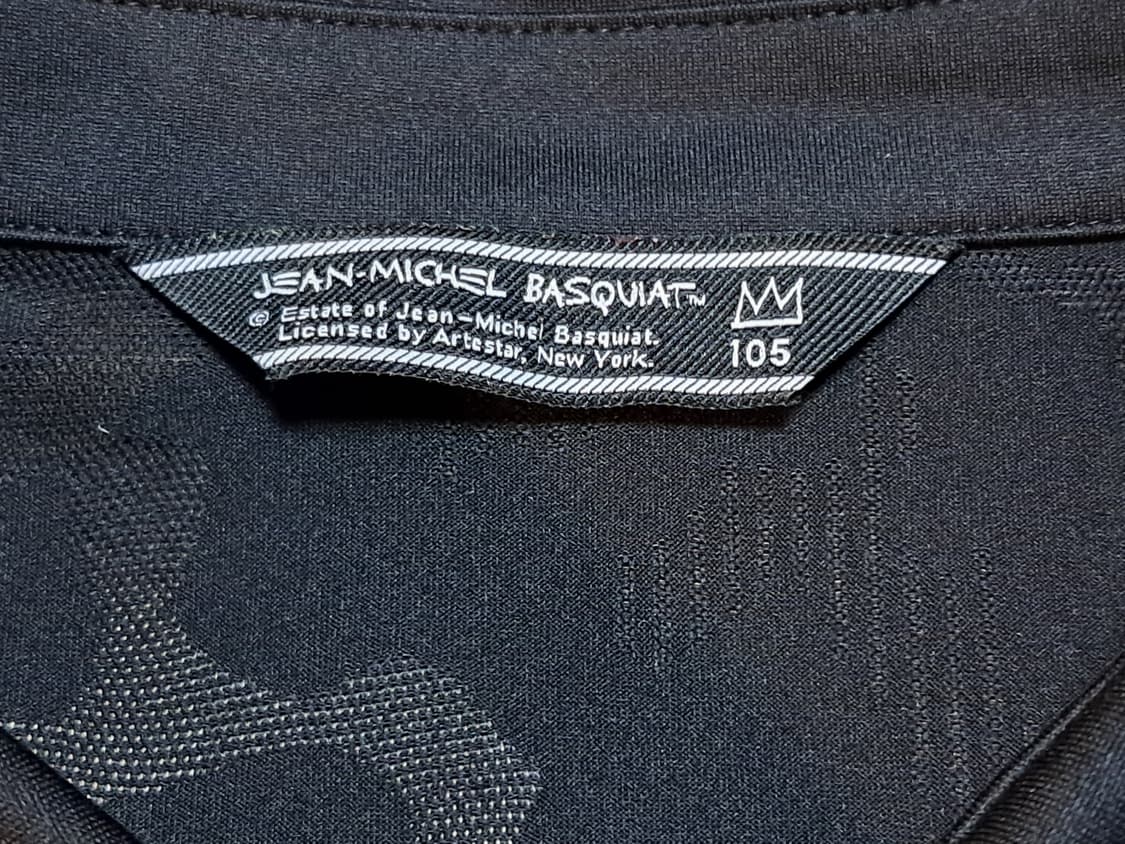 JEAN-MICHEL BASQUIAT™
© Estate of Jean-Michel Basquiat.
Licensed by Artestar, New York.
105